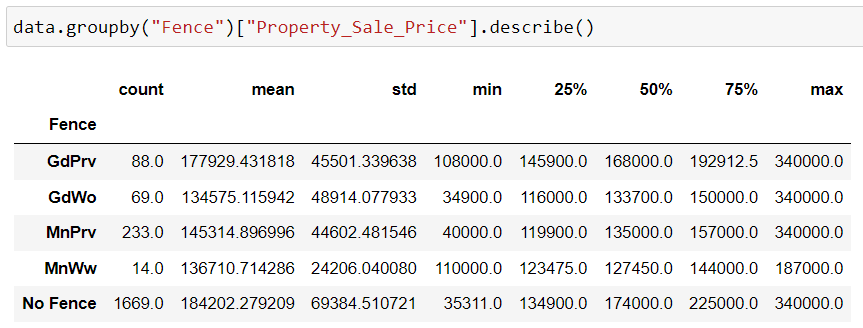 data.groupby("Fence")["Property_Sale_Price"].describe()
count mean std min 25% 50% 75% max
Fence
GdPrv 88.0 177929.431818 45501.339638 108000.0 145900.0 168000.0 192912.5 340000.0
GdWo 69.0 134575.115942 48914.077933 34900.0 116000.0 133700.0 150000.0 340000.0
MnPrv 233.0 145314.896996 44602.481546 40000.0 119900.0 135000.0 157000.0 340000.0
MnWw 14.0 136710.714286 24206.040080 110000.0 123475.0 127450.0 144000.0 187000.0
No Fence 1669.0 184202.279209 69384.510721 35311.0 134900.0 174000.0 225000.0 340000.0